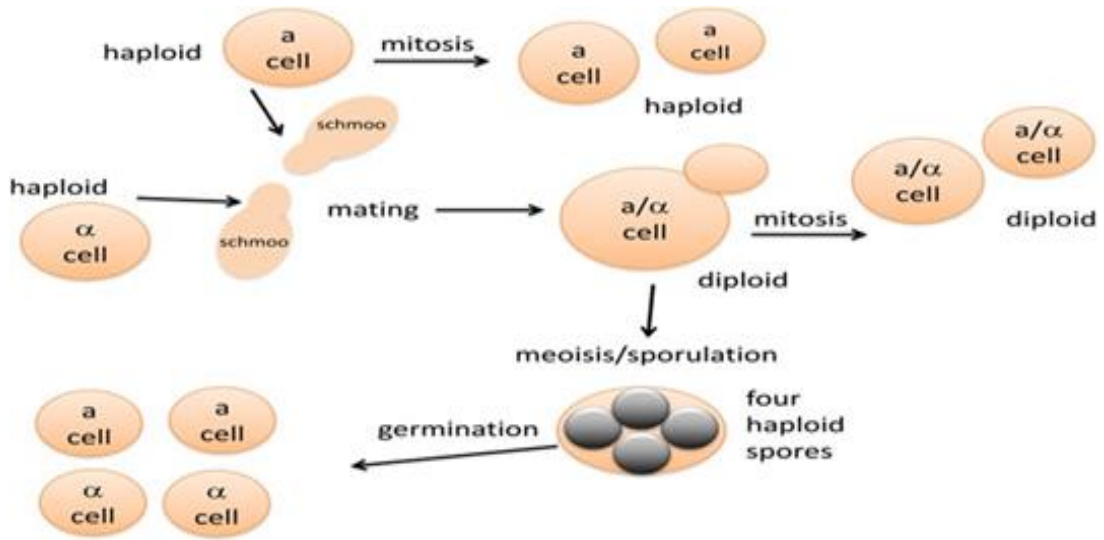 a
cell
haploid
mitosis
a
cell
a
cell
haploid
schmoo
haploid
α
cell
schmoo
mating
a/α
cell
diploid
mitosis
a/α
cell
a/α
cell
diploid
meoisis/sporulation
four
haploid
spores
germination
a
cell
a
cell
α
cell
α
cell